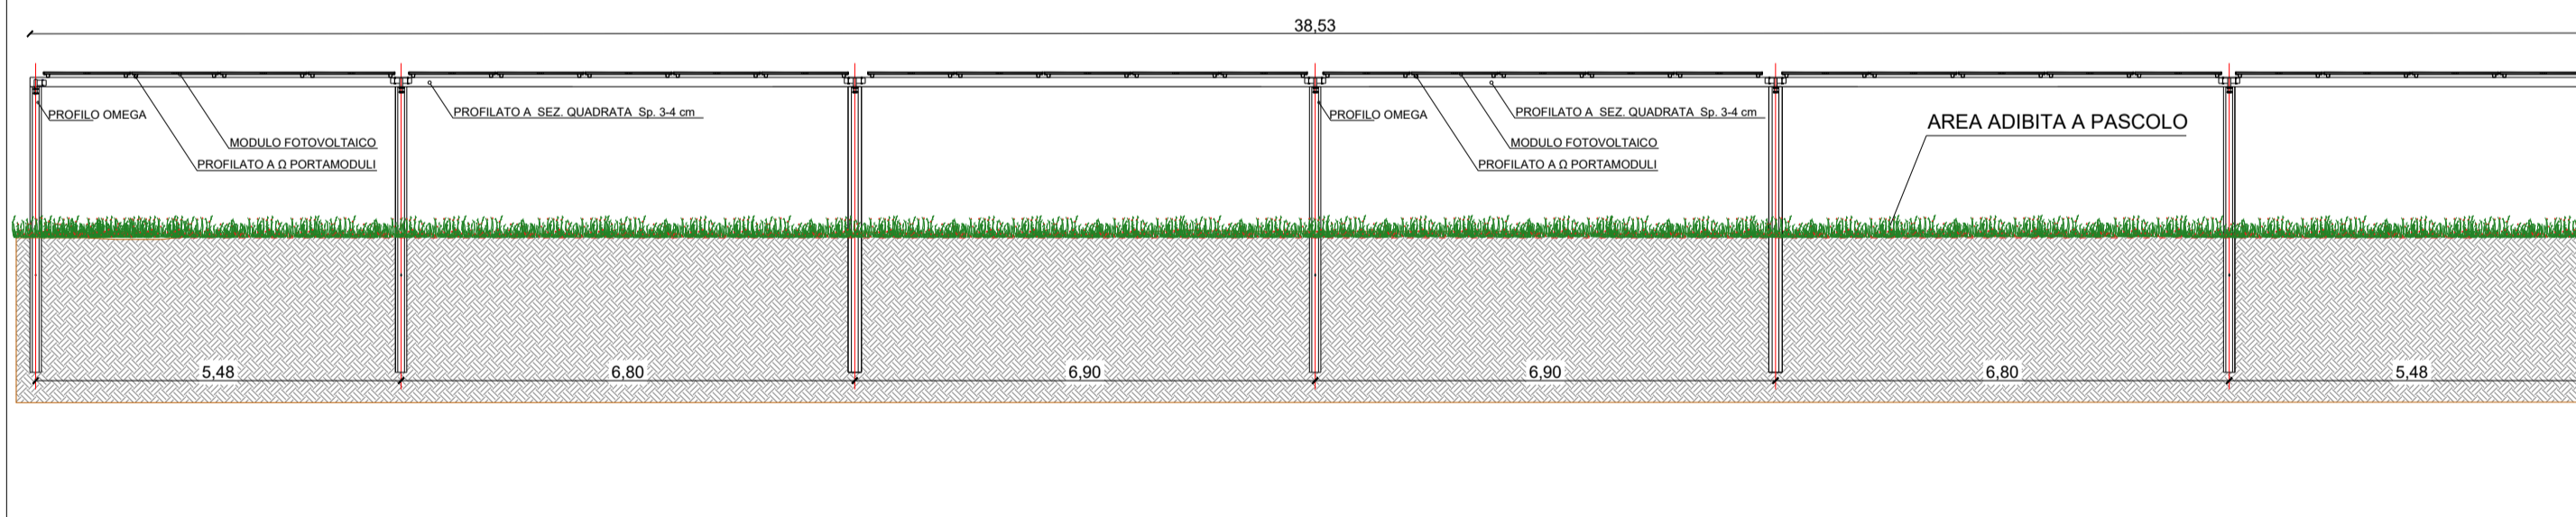 38,53
PROFILO OMEGA
MODULO FOTOVOLTAICO
PROFILATO A Ω PORTAMODULI
PROFILATO A SEZ. QUADRATA Sp. 3-4 cm
PROFILO OMEGA
PROFILATO A SEZ. QUADRATA Sp. 3-4 cm
MODULO FOTOVOLTAICO
PROFILATO A Ω PORTAMODULI
AREA ADIBITA A PASCOLO
5,48
6,80
6,90
6,90
6,80
5,48